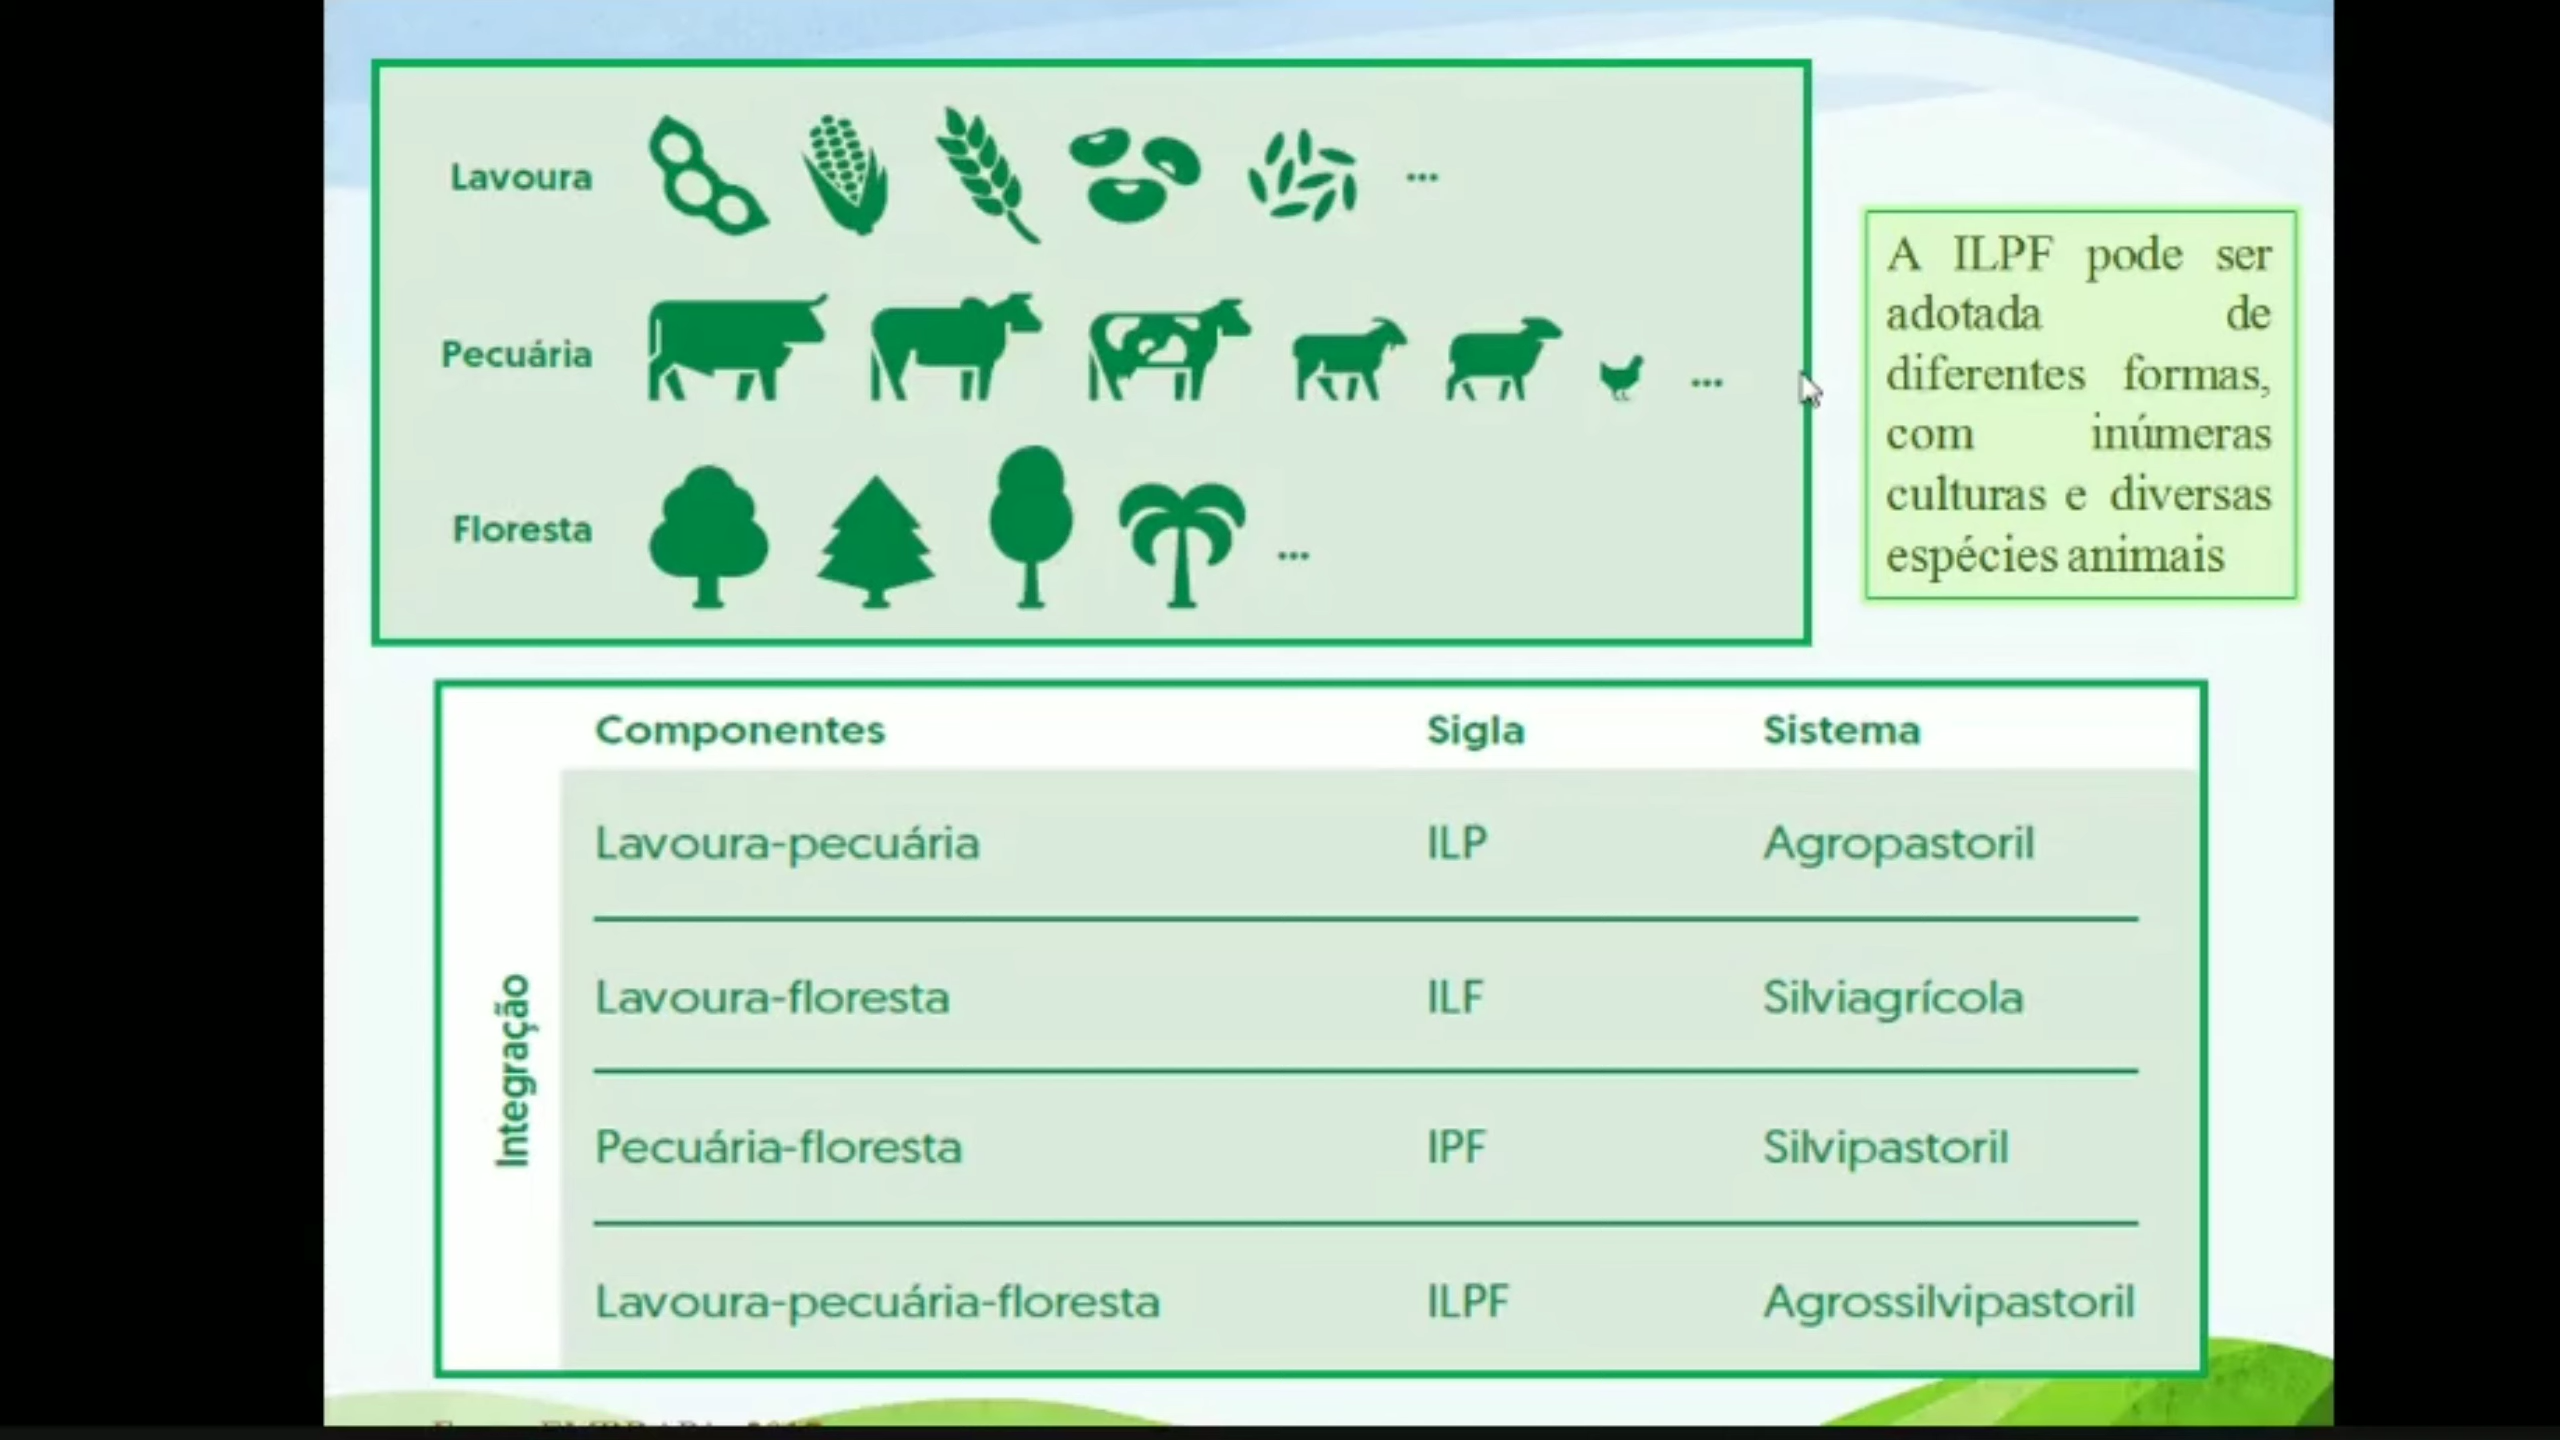 Lavoura ...
Pecuária ...
Floresta ...
A ILPF pode ser
adotada de
diferentes formas,
com inúmeras
culturas e diversas
espécies animais
Componentes Sigla Sistema
Integração
Lavoura-pecuária ILP Agropastoril
Lavoura-floresta ILF Silviagrícola
Pecuária-floresta IPF Silvipastoril
Lavoura-pecuária-floresta ILPF Agrossilvipastoril